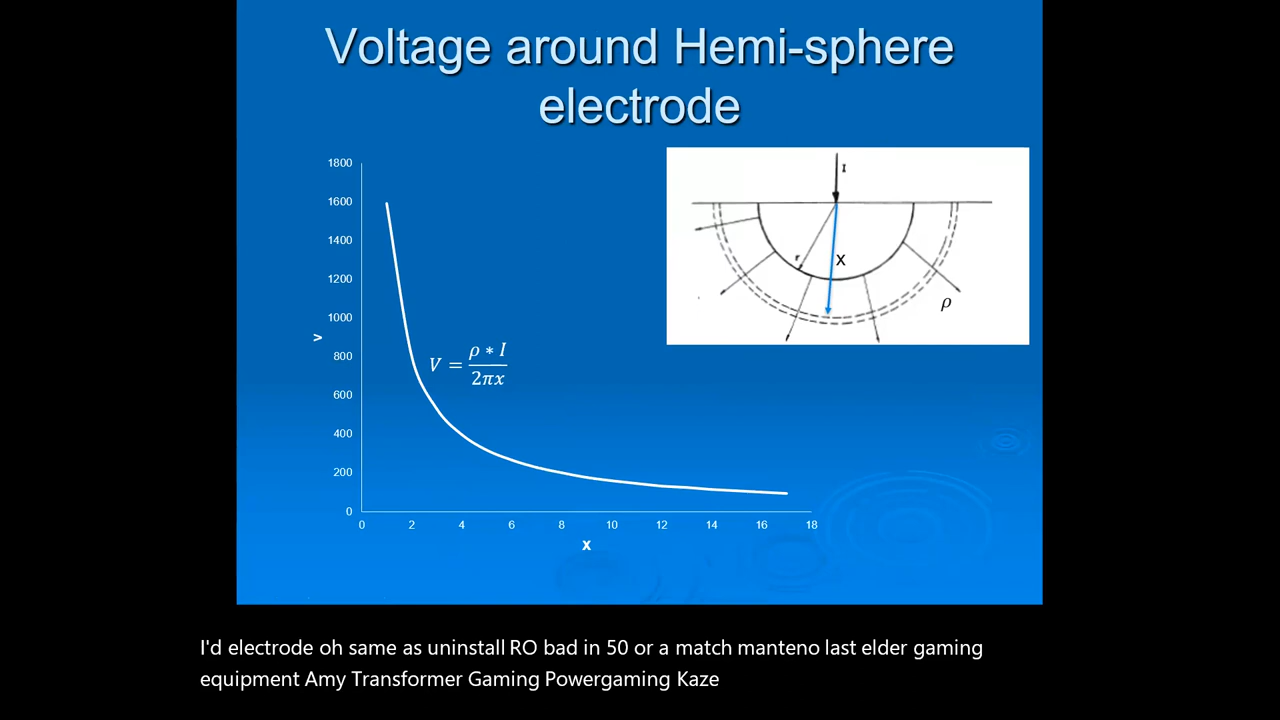 Voltage around Hemi-sphere
electrode
1800
1600
1400
1200
1000
800
600
400
200
0
V
V = ρ * I / 2πx
0 2 4 6 8 10 12 14 16 18
x
I
r
X
ρ
I'd electrode oh same as uninstall RO bad in 50 or a match manteno last elder gaming
equipment Amy Transformer Gaming Powergaming Kaze